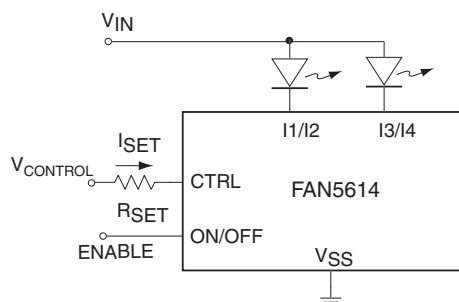 VIN
I1/I2 I3/I4
ISET
VCONTROL
CTRL
FAN5614
RSET
ON/OFF
ENABLE
VSS